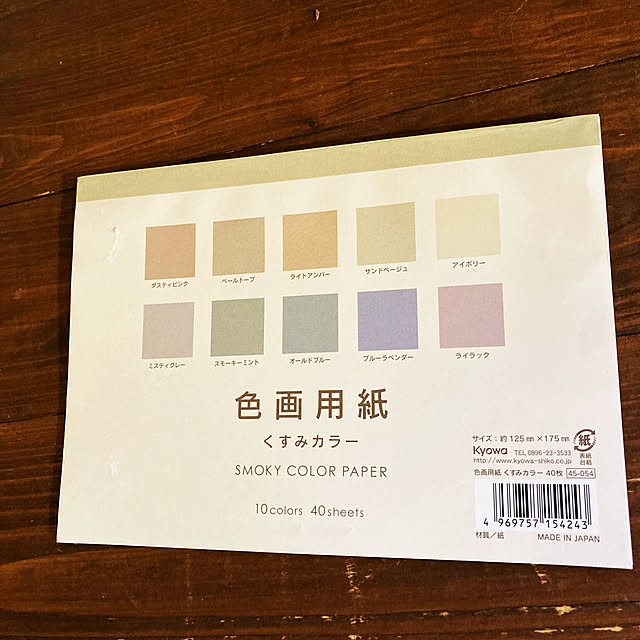 ダスティピンク ペールトープ ライトアンバー サンドベージュ アイボリー
ミスティグレー スモーキーミント オールドブルー ブルーラベンダー ライラック
色画用紙
くすみカラー
SMOKY COLOR PAPER
10colors 40sheets
サイズ：約125mm×175mm
Kyowa TEL 0896-23-3533
http://www.kyowa-shiko.co.jp
紙
表紙
台紙
色画用紙 くすみカラー 40枚 45-054
4 969757 154243
材質／紙 MADE IN JAPAN